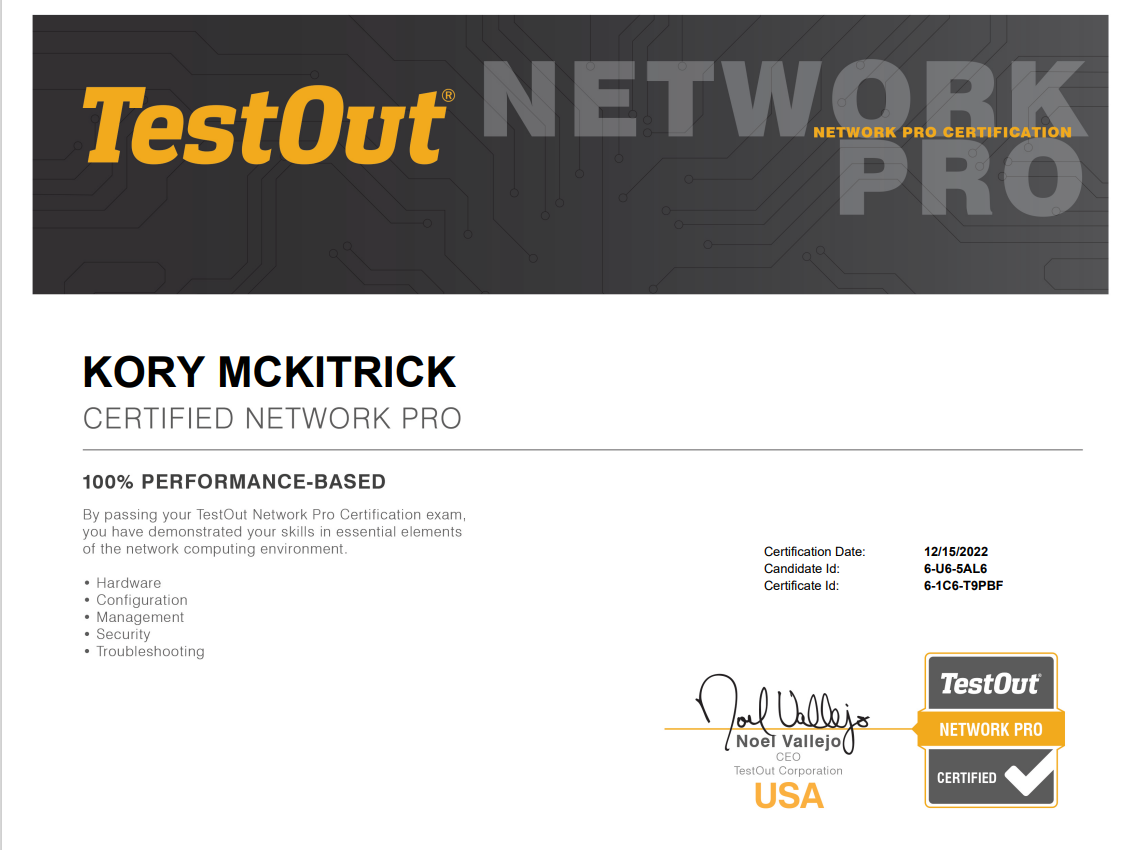 TestOut®
NETWORK
NETWORK PRO CERTIFICATION
PRO
KORY MCKITRICK
CERTIFIED NETWORK PRO
100% PERFORMANCE-BASED
By passing your TestOut Network Pro Certification exam,
you have demonstrated your skills in essential elements
of the network computing environment.
• Hardware
• Configuration
• Management
• Security
• Troubleshooting
Certification Date: 12/15/2022
Candidate Id: 6-U6-5AL6
Certificate Id: 6-1C6-T9PBF
Noel Vallejo
Noel Vallejo
CEO
TestOut Corporation
USA
TestOut®
NETWORK PRO
CERTIFIED